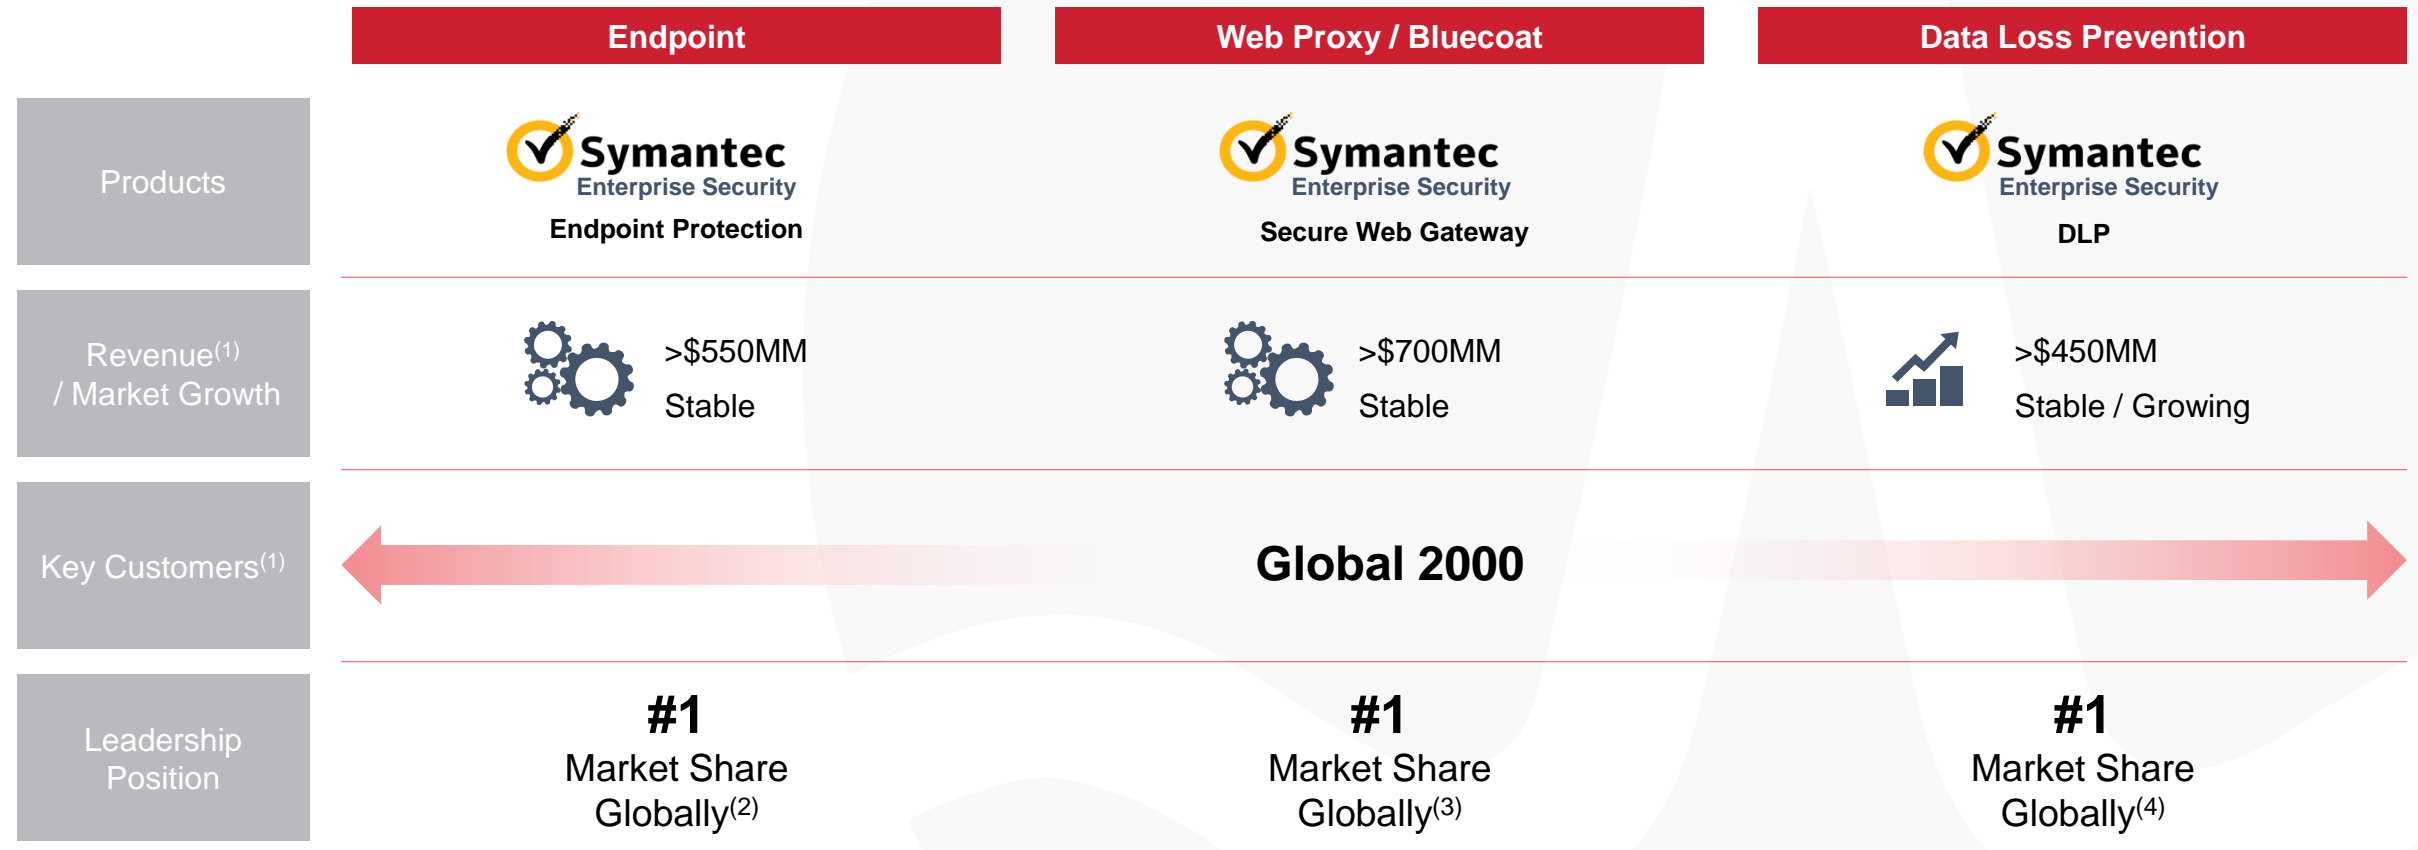 Endpoint
Web Proxy / Bluecoat
Data Loss Prevention
Products
Symantec
Enterprise Security
Endpoint Protection
Symantec
Enterprise Security
Secure Web Gateway
Symantec
Enterprise Security
DLP
Revenue(1)
/ Market Growth
>$550MM
Stable
>$700MM
Stable
>$450MM
Stable / Growing
Key Customers(1)
Global 2000
Leadership
Position
#1
Market Share
Globally(2)
#1
Market Share
Globally(3)
#1
Market Share
Globally(4)